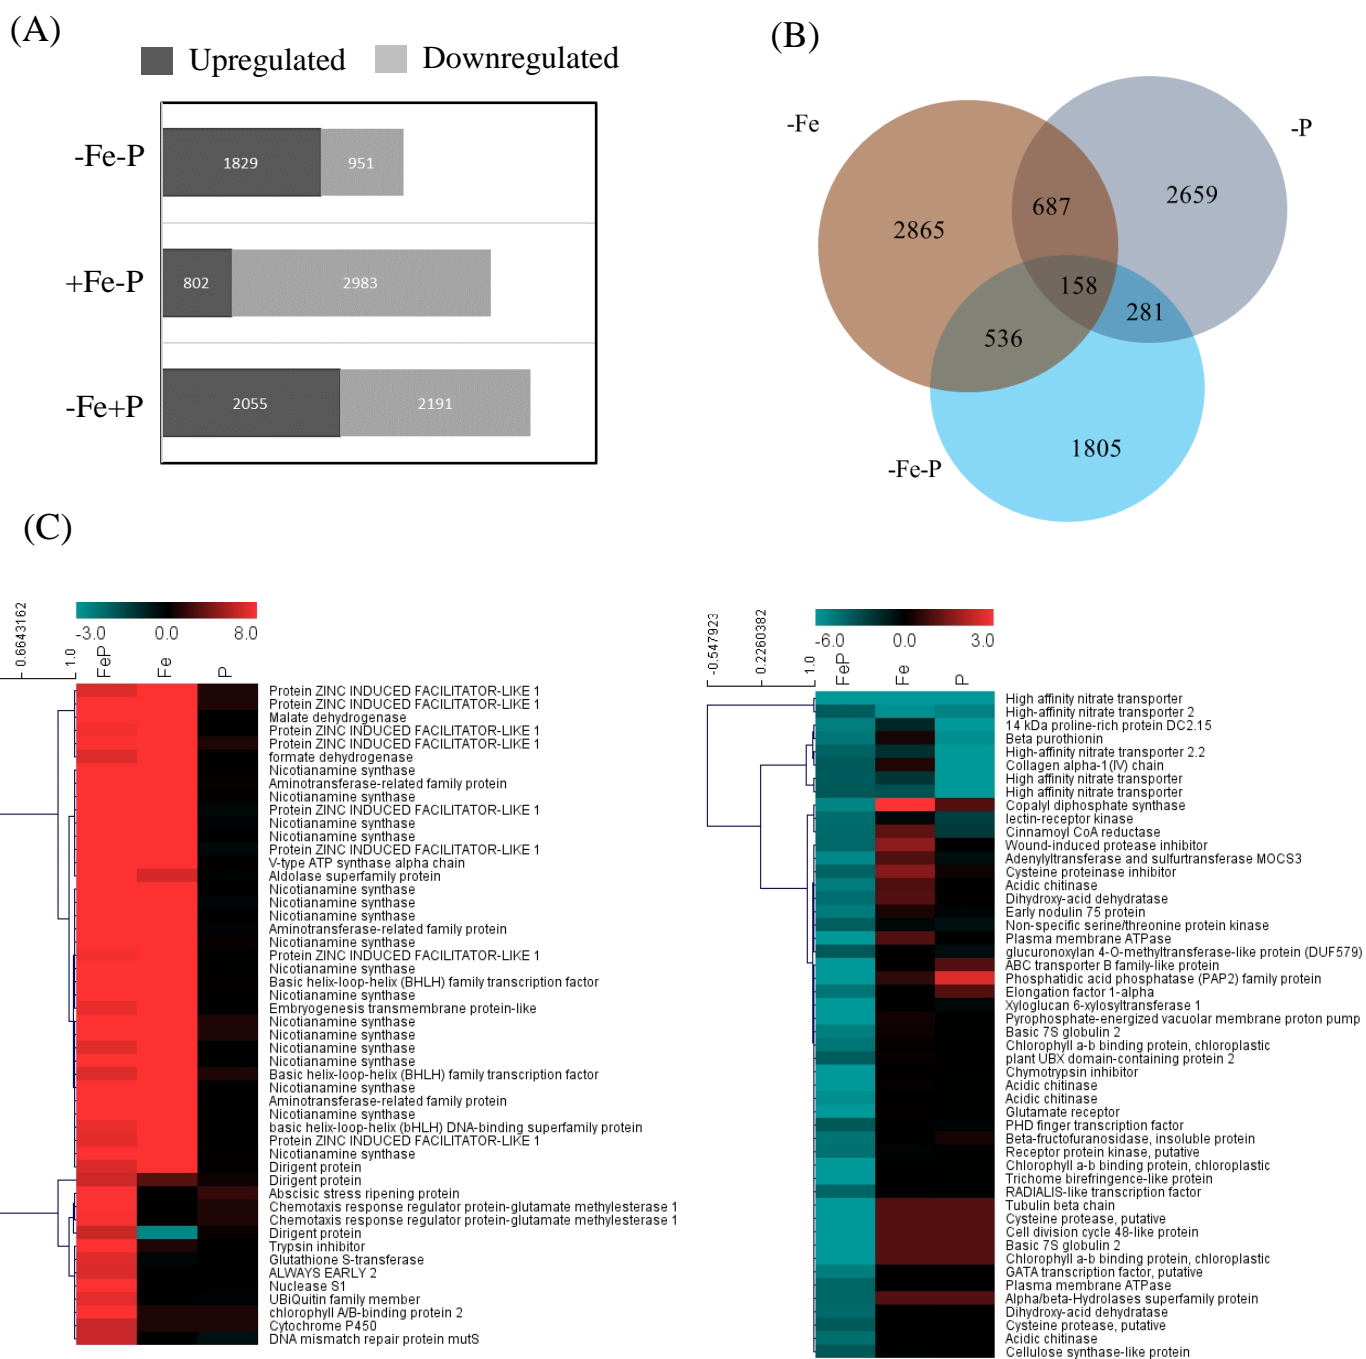 (A)
Upregulated
Downregulated
-Fe-P
1829
951
+Fe-P
802
2983
-Fe+P
2055
2191
(B)
-Fe
-P
2865
687
2659
158
281
536
1805
-Fe-P
(C)
0.6643162
1.0
-3.0
0.0
8.0
FeP
Fe
P
Protein ZINC INDUCED FACILITATOR-LIKE 1
Protein ZINC INDUCED FACILITATOR-LIKE 1
Malate dehydrogenase
Protein ZINC INDUCED FACILITATOR-LIKE 1
Protein ZINC INDUCED FACILITATOR-LIKE 1
formate dehydrogenase
Nicotianamine synthase
Aminotransferase-related family protein
Nicotianamine synthase
Protein ZINC INDUCED FACILITATOR-LIKE 1
Nicotianamine synthase
Nicotianamine synthase
Protein ZINC INDUCED FACILITATOR-LIKE 1
V-type ATP synthase alpha chain
Aldolase superfamily protein
Nicotianamine synthase
Nicotianamine synthase
Nicotianamine synthase
Aminotransferase-related family protein
Nicotianamine synthase
Protein ZINC INDUCED FACILITATOR-LIKE 1
Nicotianamine synthase
Basic helix-loop-helix (BHLH) family transcription factor
Nicotianamine synthase
Embryogenesis transmembrane protein-like
Nicotianamine synthase
Nicotianamine synthase
Nicotianamine synthase
Nicotianamine synthase
Basic helix-loop-helix (BHLH) family transcription factor
Nicotianamine synthase
Aminotransferase-related family protein
Nicotianamine synthase
basic helix-loop-helix (bHLH) DNA-binding superfamily protein
Protein ZINC INDUCED FACILITATOR-LIKE 1
Nicotianamine synthase
Dirigent protein
Dirigent protein
Abscisic stress ripening protein
Chemotaxis response regulator protein-glutamate methylesterase 1
Chemotaxis response regulator protein-glutamate methylesterase 1
Dirigent protein
Trypsin inhibitor
Glutathione S-transferase
ALWAYS EARLY 2
Nuclease S1
UBiQuitin family member
chlorophyll A/B-binding protein 2
Cytochrome P450
DNA mismatch repair protein mutS
-0.547923
0.2260382
1.0
-6.0
0.0
3.0
FeP
Fe
P
High affinity nitrate transporter
High-affinity nitrate transporter 2
14 kDa proline-rich protein DC2.15
Beta purothionin
High-affinity nitrate transporter 2.2
Collagen alpha-1(IV) chain
High affinity nitrate transporter
High affinity nitrate transporter
Copalyl diphosphate synthase
lectin-receptor kinase
Cinnamoyl CoA reductase
Wound-induced protease inhibitor
Adenylyltransferase and sulfurtransferase MOCS3
Cysteine proteinase inhibitor
Acidic chitinase
Dihydroxy-acid dehydratase
Early nodulin 75 protein
Non-specific serine/threonine protein kinase
Plasma membrane ATPase
glucuronoxylan 4-O-methyltransferase-like protein (DUF579)
ABC transporter B family-like protein
Phosphatidic acid phosphatase (PAP2) family protein
Elongation factor 1-alpha
Xyloglucan 6-xylosyltransferase 1
Pyrophosphate-energized vacuolar membrane proton pump
Basic 7S globulin 2
Chlorophyll a-b binding protein, chloroplastic
plant UBX domain-containing protein 2
Chymotrypsin inhibitor
Acidic chitinase
Acidic chitinase
Glutamate receptor
PHD finger transcription factor
Beta-fructofuranosidase, insoluble protein
Receptor protein kinase, putative
Chlorophyll a-b binding protein, chloroplastic
Trichome birefringence-like protein
RADIALIS-like transcription factor
Tubulin beta chain
Cysteine protease, putative
Cell division cycle 48-like protein
Basic 7S globulin 2
Chlorophyll a-b binding protein, chloroplastic
GATA transcription factor, putative
Plasma membrane ATPase
Alpha/beta-Hydrolases superfamily protein
Dihydroxy-acid dehydratase
Cysteine protease, putative
Acidic chitinase
Cellulose synthase-like protein